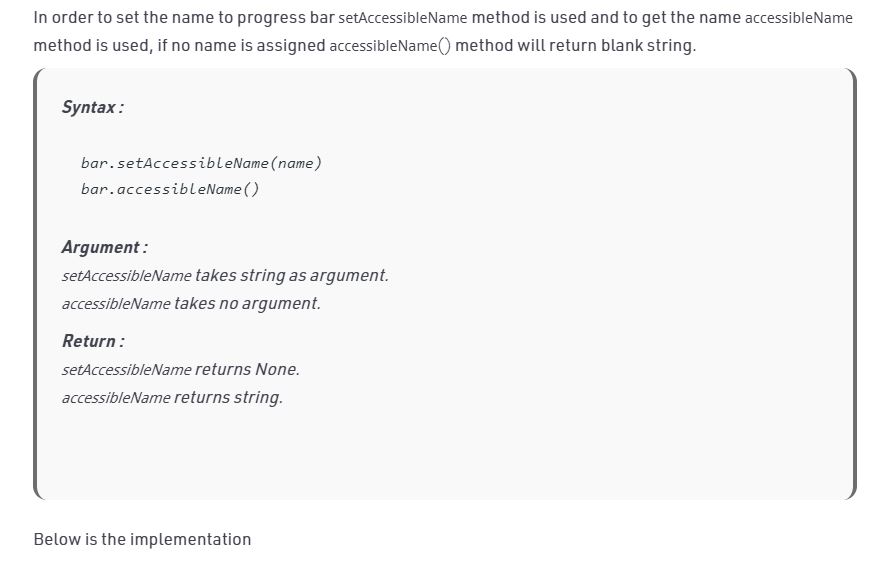 In order to set the name to progress bar setAccessibleName method is used and to get the name accessibleName
method is used, if no name is assigned accessibleName() method will return blank string.
Syntax :
bar.setAccessibleName(name)
bar.accessibleName()
Argument :
setAccessibleName takes string as argument.
accessibleName takes no argument.
Return :
setAccessibleName returns None.
accessibleName returns string.
Below is the implementation